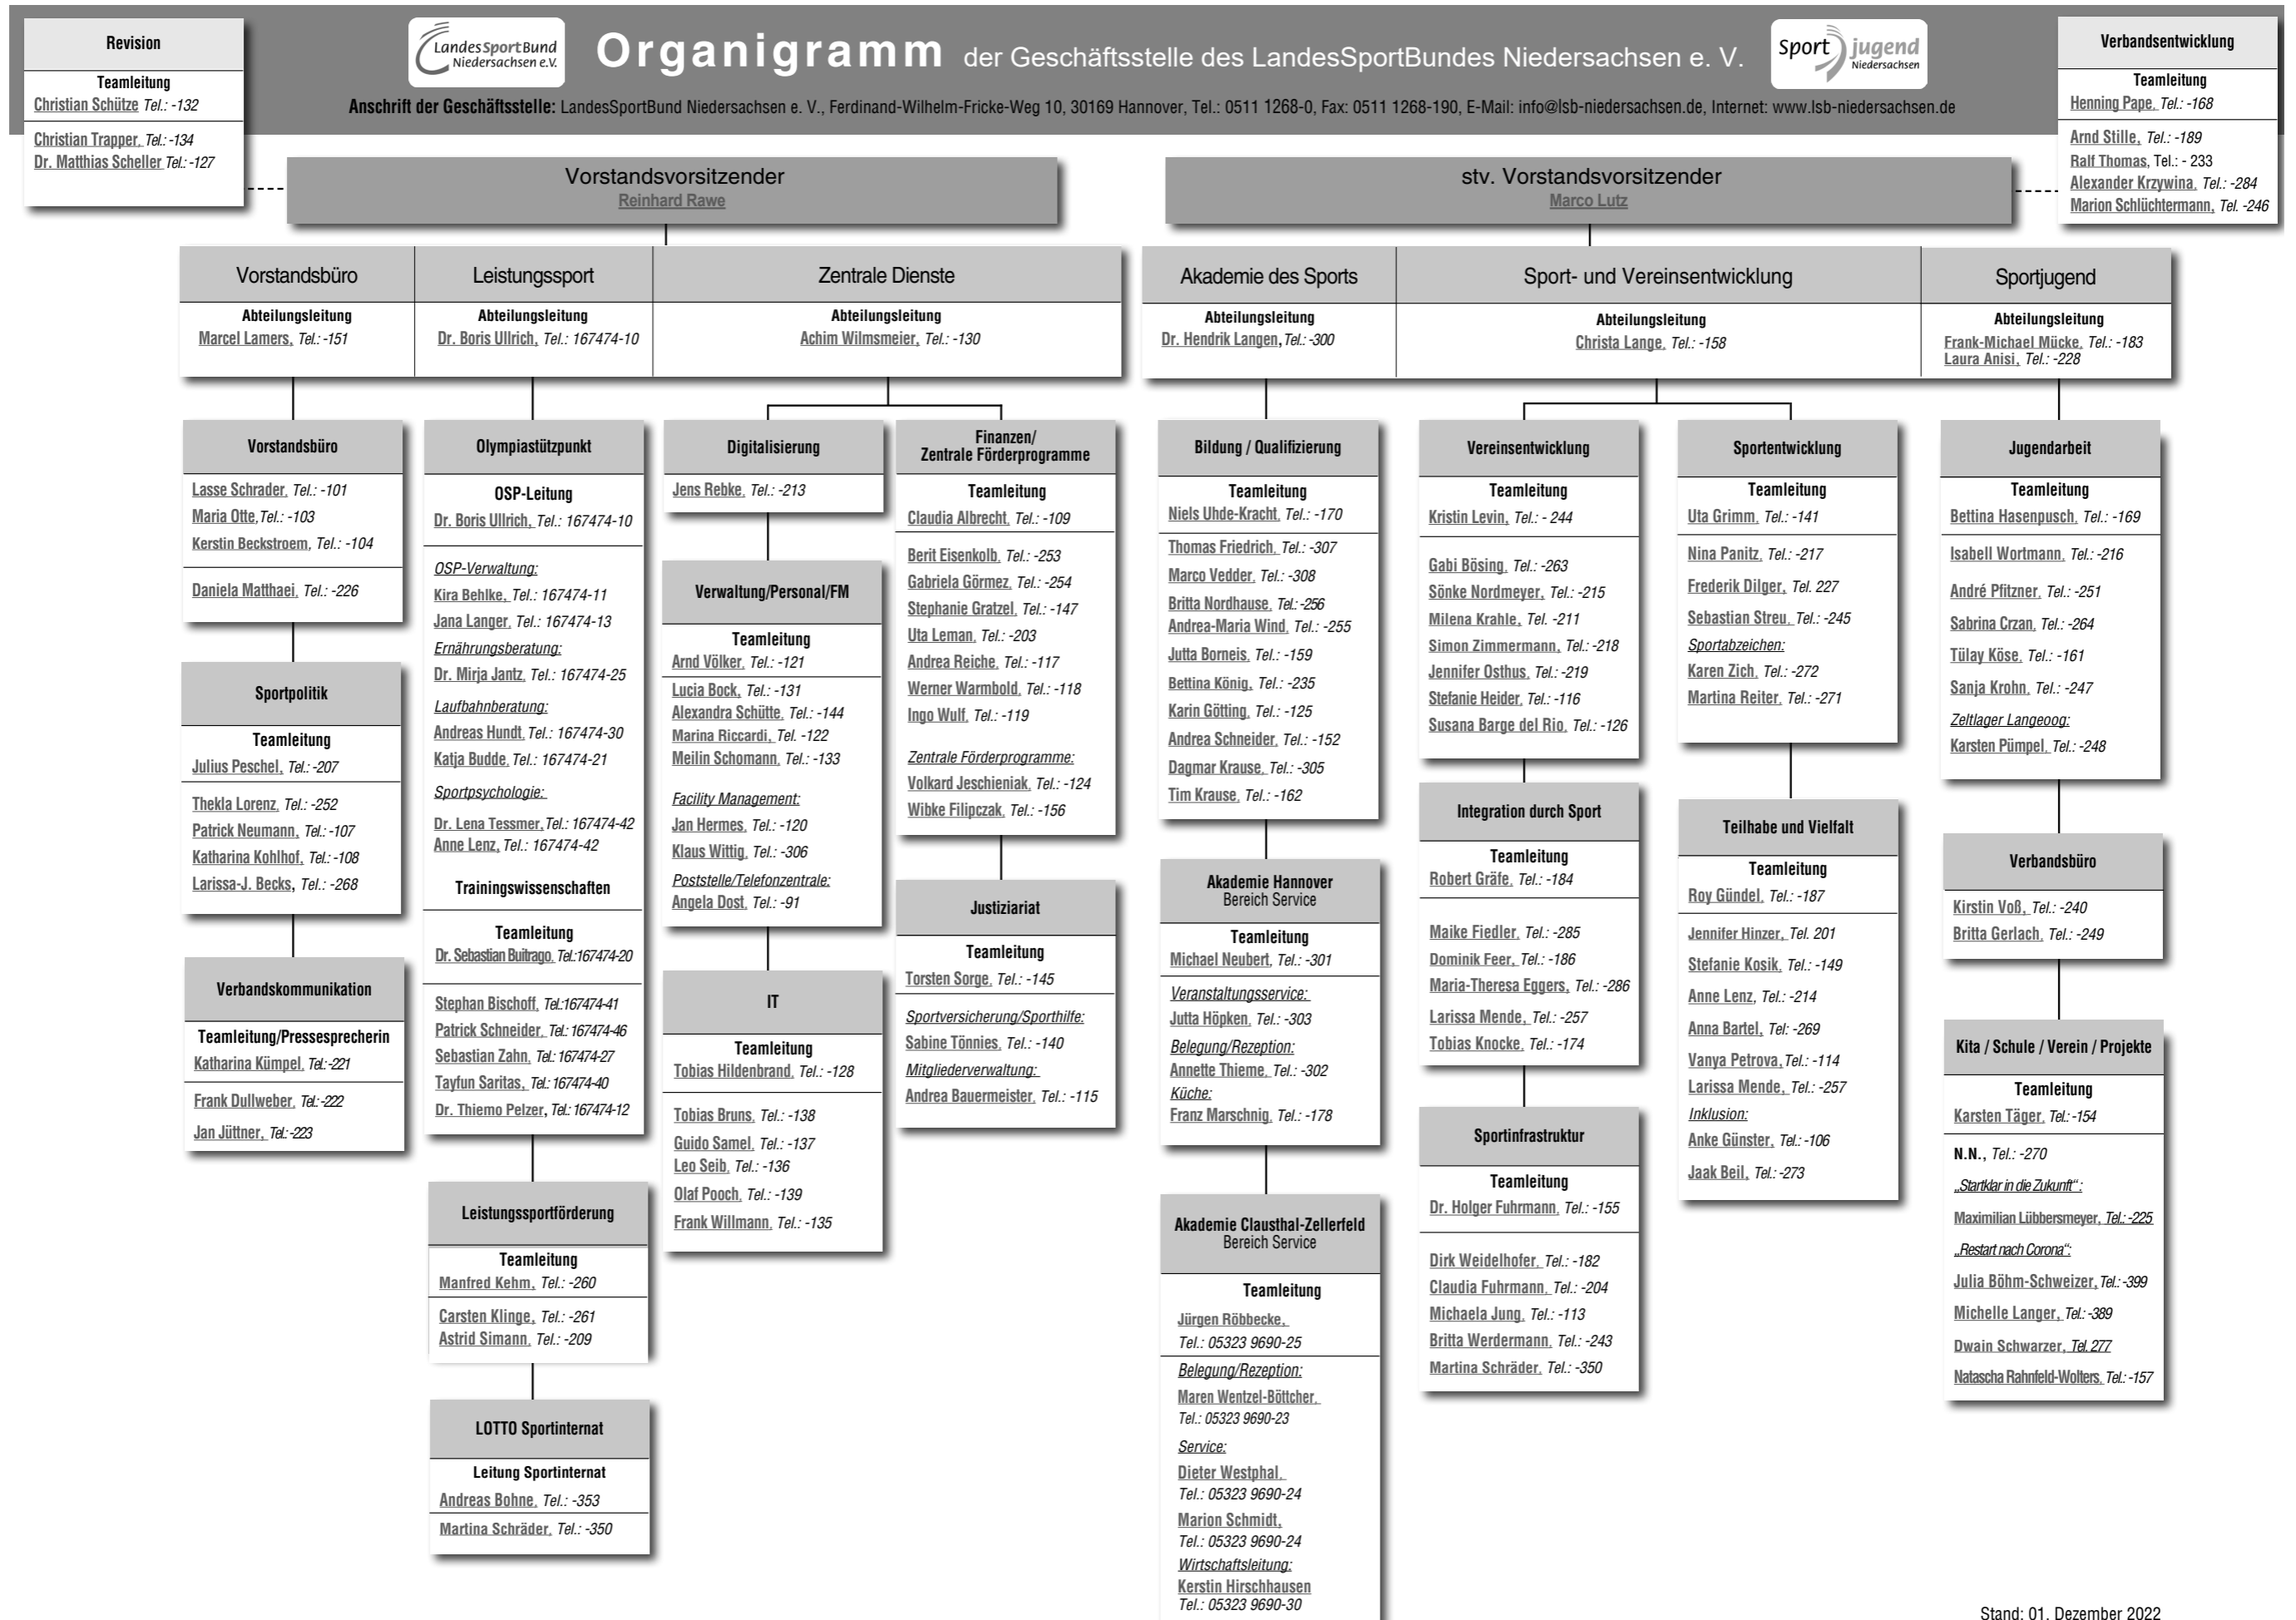 Revision
Teamleitung
Christian Schütze Tel.: -132
Christian Trapper, Tel.: -134
Dr. Matthias Scheller Tel.: -127
LandesSportBund
Niedersachsen e.V.
Organigramm der Geschäftsstelle des LandesSportBundes Niedersachsen e. V.
Sportjugend
Niedersachsen
Anschrift der Geschäftsstelle: LandesSportBund Niedersachsen e. V., Ferdinand-Wilhelm-Fricke-Weg 10, 30169 Hannover, Tel.: 0511 1268-0, Fax: 0511 1268-190, E-Mail: info@lsb-niedersachsen.de, Internet: www.lsb-niedersachsen.de
Verbandsentwicklung
Teamleitung
Henning Pape, Tel.: -168
Arnd Stille, Tel.: -189
Ralf Thomas, Tel.: - 233
Alexander Krzywina, Tel.: -284
Marion Schlüchtermann, Tel. -246
Vorstandsvorsitzender
Reinhard Rawe
stv. Vorstandsvorsitzender
Marco Lutz
Vorstandsbüro
Abteilungsleitung
Marcel Lamers, Tel.: -151
Leistungssport
Abteilungsleitung
Dr. Boris Ullrich, Tel.: 167474-10
Zentrale Dienste
Abteilungsleitung
Achim Wilmsmeier, Tel.: -130
Akademie des Sports
Abteilungsleitung
Dr. Hendrik Langen, Tel.: -300
Sport- und Vereinsentwicklung
Abteilungsleitung
Christa Lange, Tel.: -158
Sportjugend
Abteilungsleitung
Frank-Michael Mücke, Tel.: -183
Laura Anisi, Tel.: -228
Vorstandsbüro
Lasse Schrader, Tel.: -101
Maria Otte, Tel.: -103
Kerstin Beckstroem, Tel.: -104
Daniela Matthaei, Tel.: -226
Sportpolitik
Teamleitung
Julius Peschel, Tel.: -207
Thekla Lorenz, Tel.: -252
Patrick Neumann, Tel.: -107
Katharina Kohlhof, Tel.: -108
Larissa-J. Becks, Tel.: -268
Verbandskommunikation
Teamleitung/Pressesprecherin
Katharina Kümpel, Tel.: -221
Frank Dullweber, Tel.: -222
Jan Jüttner, Tel.: -223
Olympiastützpunkt
OSP-Leitung
Dr. Boris Ullrich, Tel.: 167474-10
OSP-Verwaltung:
Kira Behlke, Tel.: 167474-11
Jana Langer, Tel.: 167474-13
Ernährungsberatung:
Dr. Mirja Jantz, Tel.: 167474-25
Laufbahnberatung:
Andreas Hundt, Tel.: 167474-30
Katja Budde, Tel.: 167474-21
Sportpsychologie:
Dr. Lena Tessmer, Tel.: 167474-42
Anne Lenz, Tel.: 167474-42
Trainingswissenschaften
Teamleitung
Dr. Sebastian Buitrago, Tel.:167474-20
Stephan Bischoff, Tel.:167474-41
Patrick Schneider, Tel.: 167474-46
Sebastian Zahn, Tel.: 167474-27
Tayfun Saritas, Tel.: 167474-40
Dr. Thiemo Pelzer, Tel.: 167474-12
Leistungssportförderung
Teamleitung
Manfred Kehm, Tel.: -260
Carsten Klinge, Tel.: -261
Astrid Simann, Tel.: -209
LOTTO Sportinternat
Leitung Sportinternat
Andreas Bohne, Tel.: -353
Martina Schräder, Tel.: -350
Digitalisierung
Jens Rebke, Tel.: -213
Verwaltung/Personal/FM
Teamleitung
Arnd Völker, Tel.: -121
Lucia Bock, Tel.: -131
Alexandra Schütte, Tel.: -144
Marina Riccardi, Tel. -122
Meilin Schomann, Tel.: -133
Facility Management:
Jan Hermes, Tel.: -120
Klaus Wittig, Tel.: -306
Poststelle/Telefonzentrale:
Angela Dost, Tel.: -91
IT
Teamleitung
Tobias Hildenbrand, Tel.: -128
Tobias Bruns, Tel.: -138
Guido Samel, Tel.: -137
Leo Seib, Tel.: -136
Olaf Pooch, Tel.: -139
Frank Willmann, Tel.: -135
Finanzen/
Zentrale Förderprogramme
Teamleitung
Claudia Albrecht, Tel.: -109
Berit Eisenkolb, Tel.: -253
Gabriela Görmez, Tel.: -254
Stephanie Gratzel, Tel.: -147
Uta Leman, Tel.: -203
Andrea Reiche, Tel.: -117
Werner Warmbold, Tel.: -118
Ingo Wulf, Tel.: -119
Zentrale Förderprogramme:
Volkard Jeschieniak, Tel.: -124
Wibke Filipczak, Tel.: -156
Justiziariat
Teamleitung
Torsten Sorge, Tel.: -145
Sportversicherung/Sporthilfe:
Sabine Tönnies, Tel.: -140
Mitgliederverwaltung:
Andrea Bauermeister, Tel.: -115
Bildung / Qualifizierung
Teamleitung
Niels Uhde-Kracht, Tel.: -170
Thomas Friedrich, Tel.: -307
Marco Vedder, Tel.: -308
Britta Nordhause, Tel.: -256
Andrea-Maria Wind, Tel.: -255
Jutta Borneis, Tel.: -159
Bettina König, Tel.: -235
Karin Götting, Tel.: -125
Andrea Schneider, Tel.: -152
Dagmar Krause, Tel.: -305
Tim Krause, Tel.: -162
Akademie Hannover
Bereich Service
Teamleitung
Michael Neubert, Tel.: -301
Veranstaltungsservice:
Jutta Höpken, Tel.: -303
Belegung/Rezeption:
Annette Thieme, Tel.: -302
Küche:
Franz Marschnig, Tel.: -178
Akademie Clausthal-Zellerfeld
Bereich Service
Teamleitung
Jürgen Röbbecke,
Tel.: 05323 9690-25
Belegung/Rezeption:
Maren Wentzel-Böttcher,
Tel.: 05323 9690-23
Service:
Dieter Westphal,
Tel.: 05323 9690-24
Marion Schmidt,
Tel.: 05323 9690-24
Wirtschaftsleitung:
Kerstin Hirschhausen
Tel.: 05323 9690-30
Vereinsentwicklung
Teamleitung
Kristin Levin, Tel.: - 244
Gabi Bösing, Tel.: -263
Sönke Nordmeyer, Tel.: -215
Milena Krahle, Tel. -211
Simon Zimmermann, Tel.: -218
Jennifer Osthus, Tel.: -219
Stefanie Heider, Tel.: -116
Susana Barge del Rio, Tel.: -126
Integration durch Sport
Teamleitung
Robert Gräfe, Tel.: -184
Maike Fiedler, Tel.: -285
Dominik Feer, Tel.: -186
Maria-Theresa Eggers, Tel.: -286
Larissa Mende, Tel.: -257
Tobias Knocke, Tel.: -174
Sportinfrastruktur
Teamleitung
Dr. Holger Fuhrmann, Tel.: -155
Dirk Weidelhofer, Tel.: -182
Claudia Fuhrmann, Tel.: -204
Michaela Jung, Tel.: -113
Britta Werdermann, Tel.: -243
Martina Schräder, Tel.: -350
Sportentwicklung
Teamleitung
Uta Grimm, Tel.: -141
Nina Panitz, Tel.: -217
Frederik Dilger, Tel. 227
Sebastian Streu, Tel.: -245
Sportabzeichen:
Karen Zich, Tel.: -272
Martina Reiter, Tel.: -271
Teilhabe und Vielfalt
Teamleitung
Roy Gündel, Tel.: -187
Jennifer Hinzer, Tel. 201
Stefanie Kosik, Tel.: -149
Anne Lenz, Tel.: -214
Anna Bartel, Tel: -269
Vanya Petrova, Tel.: -114
Larissa Mende, Tel.: -257
Inklusion:
Anke Günster, Tel.: -106
Jaak Beil, Tel.: -273
Jugendarbeit
Teamleitung
Bettina Hasenpusch, Tel.: -169
Isabell Wortmann, Tel.: -216
André Pfitzner, Tel.: -251
Sabrina Crzan, Tel.: -264
Tülay Köse, Tel.: -161
Sanja Krohn, Tel.: -247
Zeltlager Langeoog:
Karsten Pümpel, Tel.: -248
Verbandsbüro
Kirstin Voß, Tel.: -240
Britta Gerlach, Tel.: -249
Kita / Schule / Verein / Projekte
Teamleitung
Karsten Täger, Tel.: -154
N.N., Tel.: -270
„Startklar in die Zukunft“ :
Maximilian Lübbersmeyer, Tel.: -225
„Restart nach Corona“:
Julia Böhm-Schweizer, Tel.: -399
Michelle Langer, Tel.: -389
Dwain Schwarzer, Tel. 277
Natascha Rahnfeld-Wolters, Tel.: -157
Stand: 01. Dezember 2022